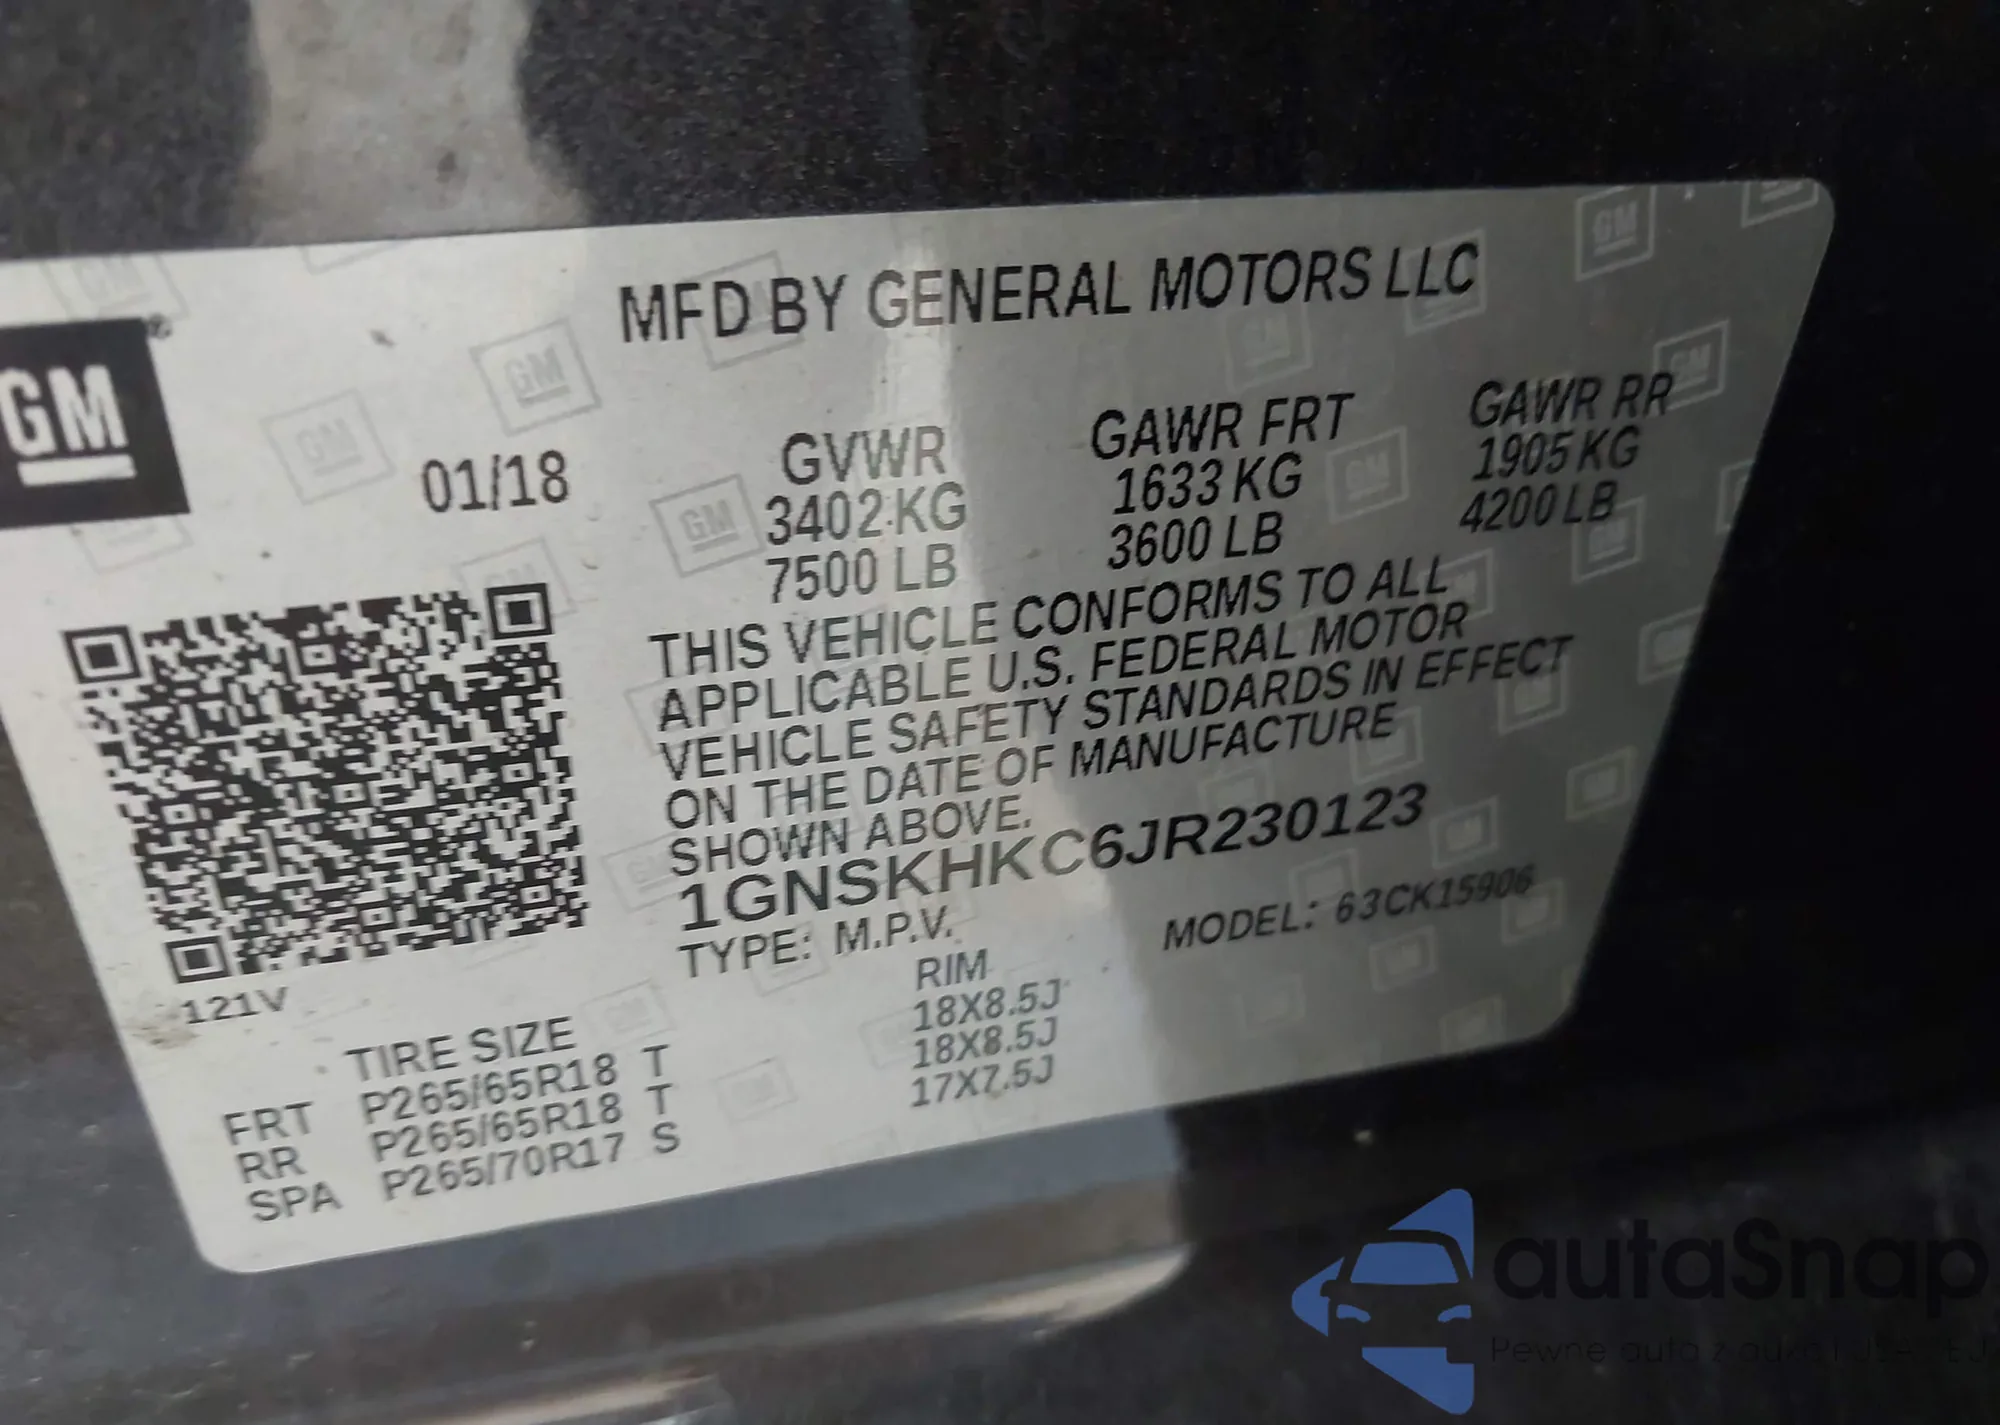 MFD BY GENERAL MOTORS LLC
GM
01/18
GVWR GAWR FRT GAWR RR
3402 KG 1633 KG 1905 KG
7500 LB 3600 LB 4200 LB
THIS VEHICLE CONFORMS TO ALL
APPLICABLE U.S. FEDERAL MOTOR
VEHICLE SAFETY STANDARDS IN EFFECT
ON THE DATE OF MANUFACTURE
SHOWN ABOVE.
1GNSKHKC6JR230123
TYPE: M.P.V. MODEL: 63CK15906
121V
TIRE SIZE RIM
FRT P265/65R18 T 18X8.5J
RR P265/65R18 T 18X8.5J
SPA P265/70R17 S 17X7.5J
autaSnap
Pewne auto z